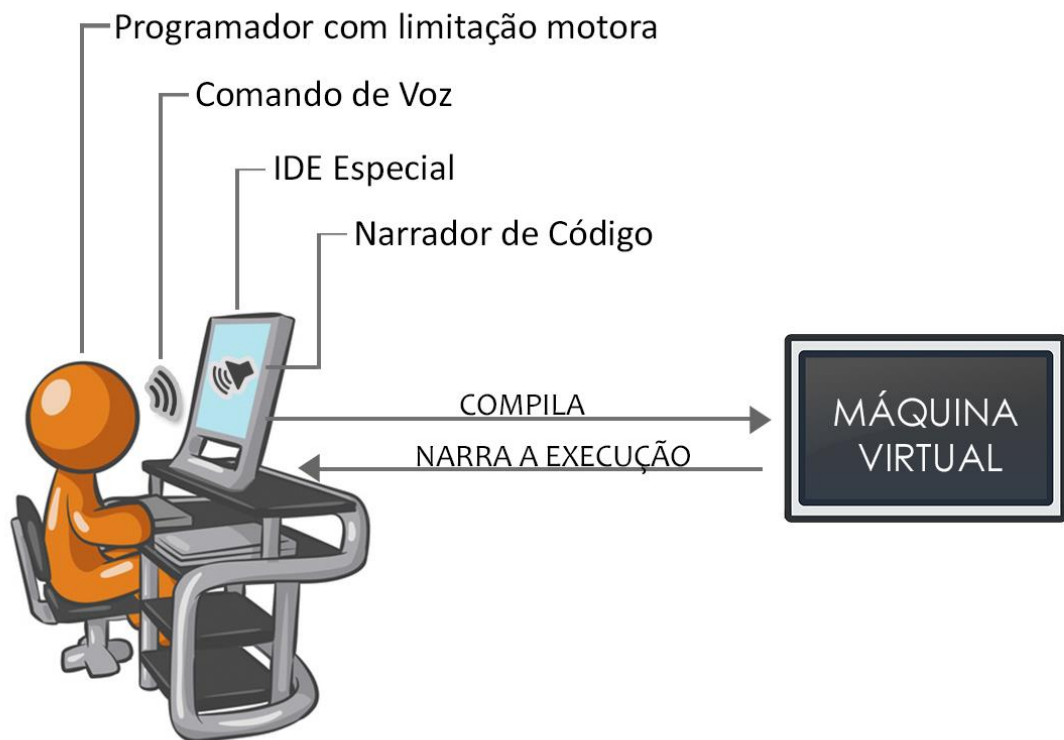 Programador com limitação motora
Comando de Voz
IDE Especial
Narrador de Código
COMPILA
NARRA A EXECUÇÃO
MÁQUINA
VIRTUAL